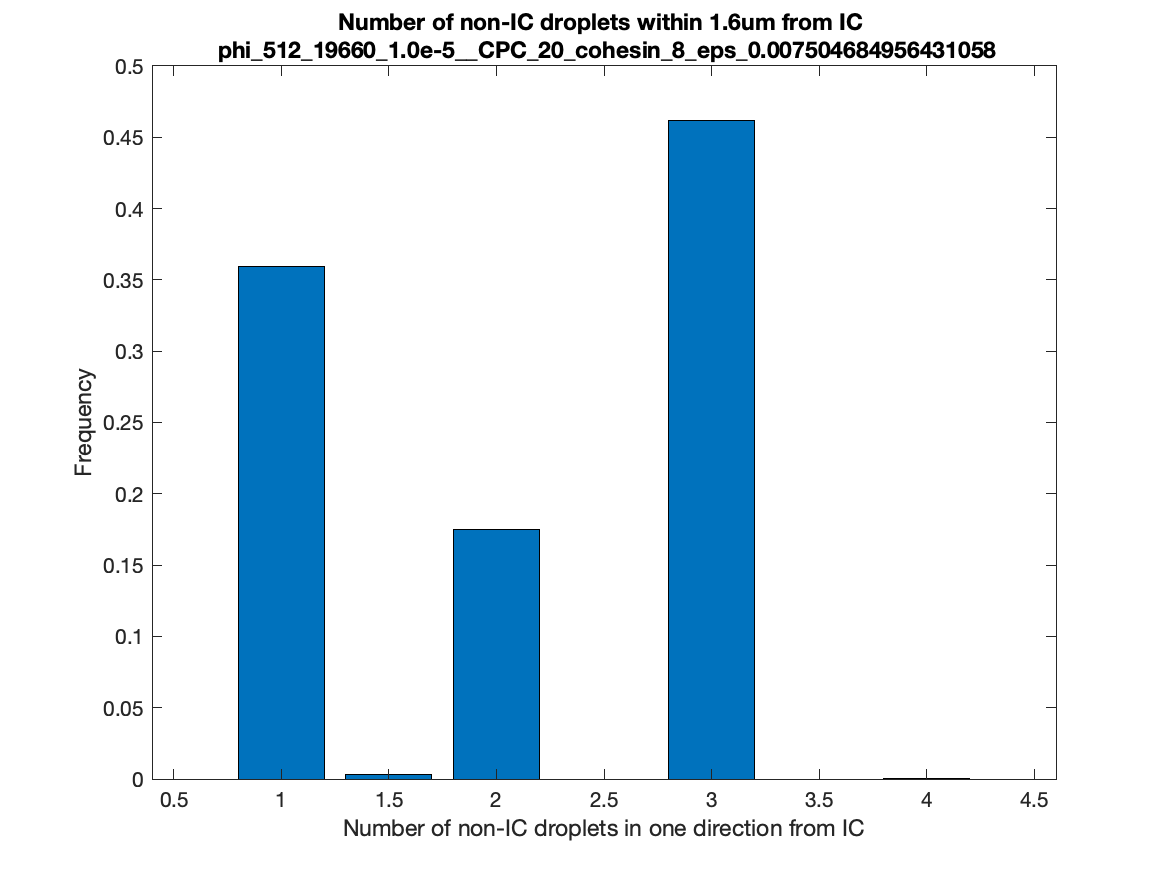 Number of non-IC droplets within 1.6um from IC
phi_512_19660_1.0e-5__CPC_20_cohesin_8_eps_0.007504684956431058
0.5
0.45
0.4
0.35
0.3
0.25
0.2
0.15
0.1
0.05
0
Frequency
0.5 1 1.5 2 2.5 3 3.5 4 4.5
Number of non-IC droplets in one direction from IC